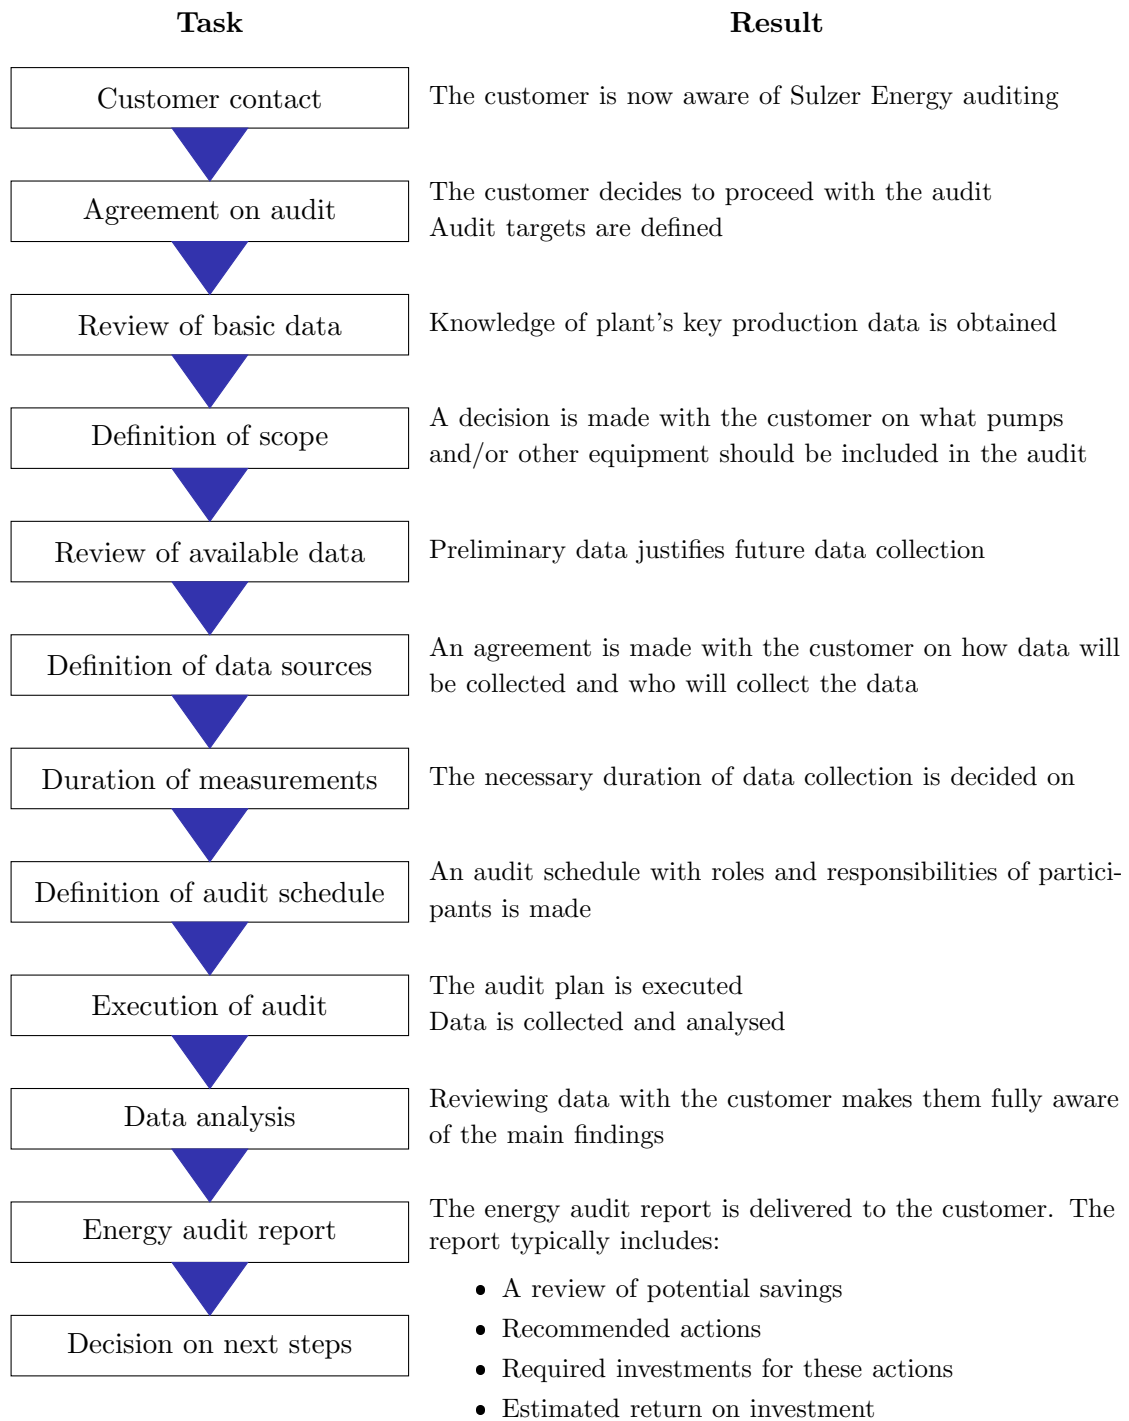 Task
Result
Customer contact
The customer is now aware of Sulzer Energy auditing
Agreement on audit
The customer decides to proceed with the audit
Audit targets are defined
Review of basic data
Knowledge of plant's key production data is obtained
Definition of scope
A decision is made with the customer on what pumps
and/or other equipment should be included in the audit
Review of available data
Preliminary data justifies future data collection
Definition of data sources
An agreement is made with the customer on how data will
be collected and who will collect the data
Duration of measurements
The necessary duration of data collection is decided on
Definition of audit schedule
An audit schedule with roles and responsibilities of partici-
pants is made
Execution of audit
The audit plan is executed
Data is collected and analysed
Data analysis
Reviewing data with the customer makes them fully aware
of the main findings
Energy audit report
The energy audit report is delivered to the customer. The
report typically includes:
• A review of potential savings
• Recommended actions
Decision on next steps
• Required investments for these actions
• Estimated return on investment